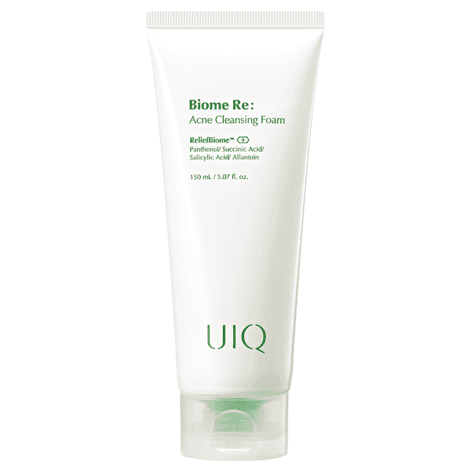 Biome Re:
Acne Cleansing Foam
ReliefBiome™
Panthenol/ Succinic Acid/
Salicylic Acid/ Allantoin
150 mL / 5.07 fl. oz.
UIQ